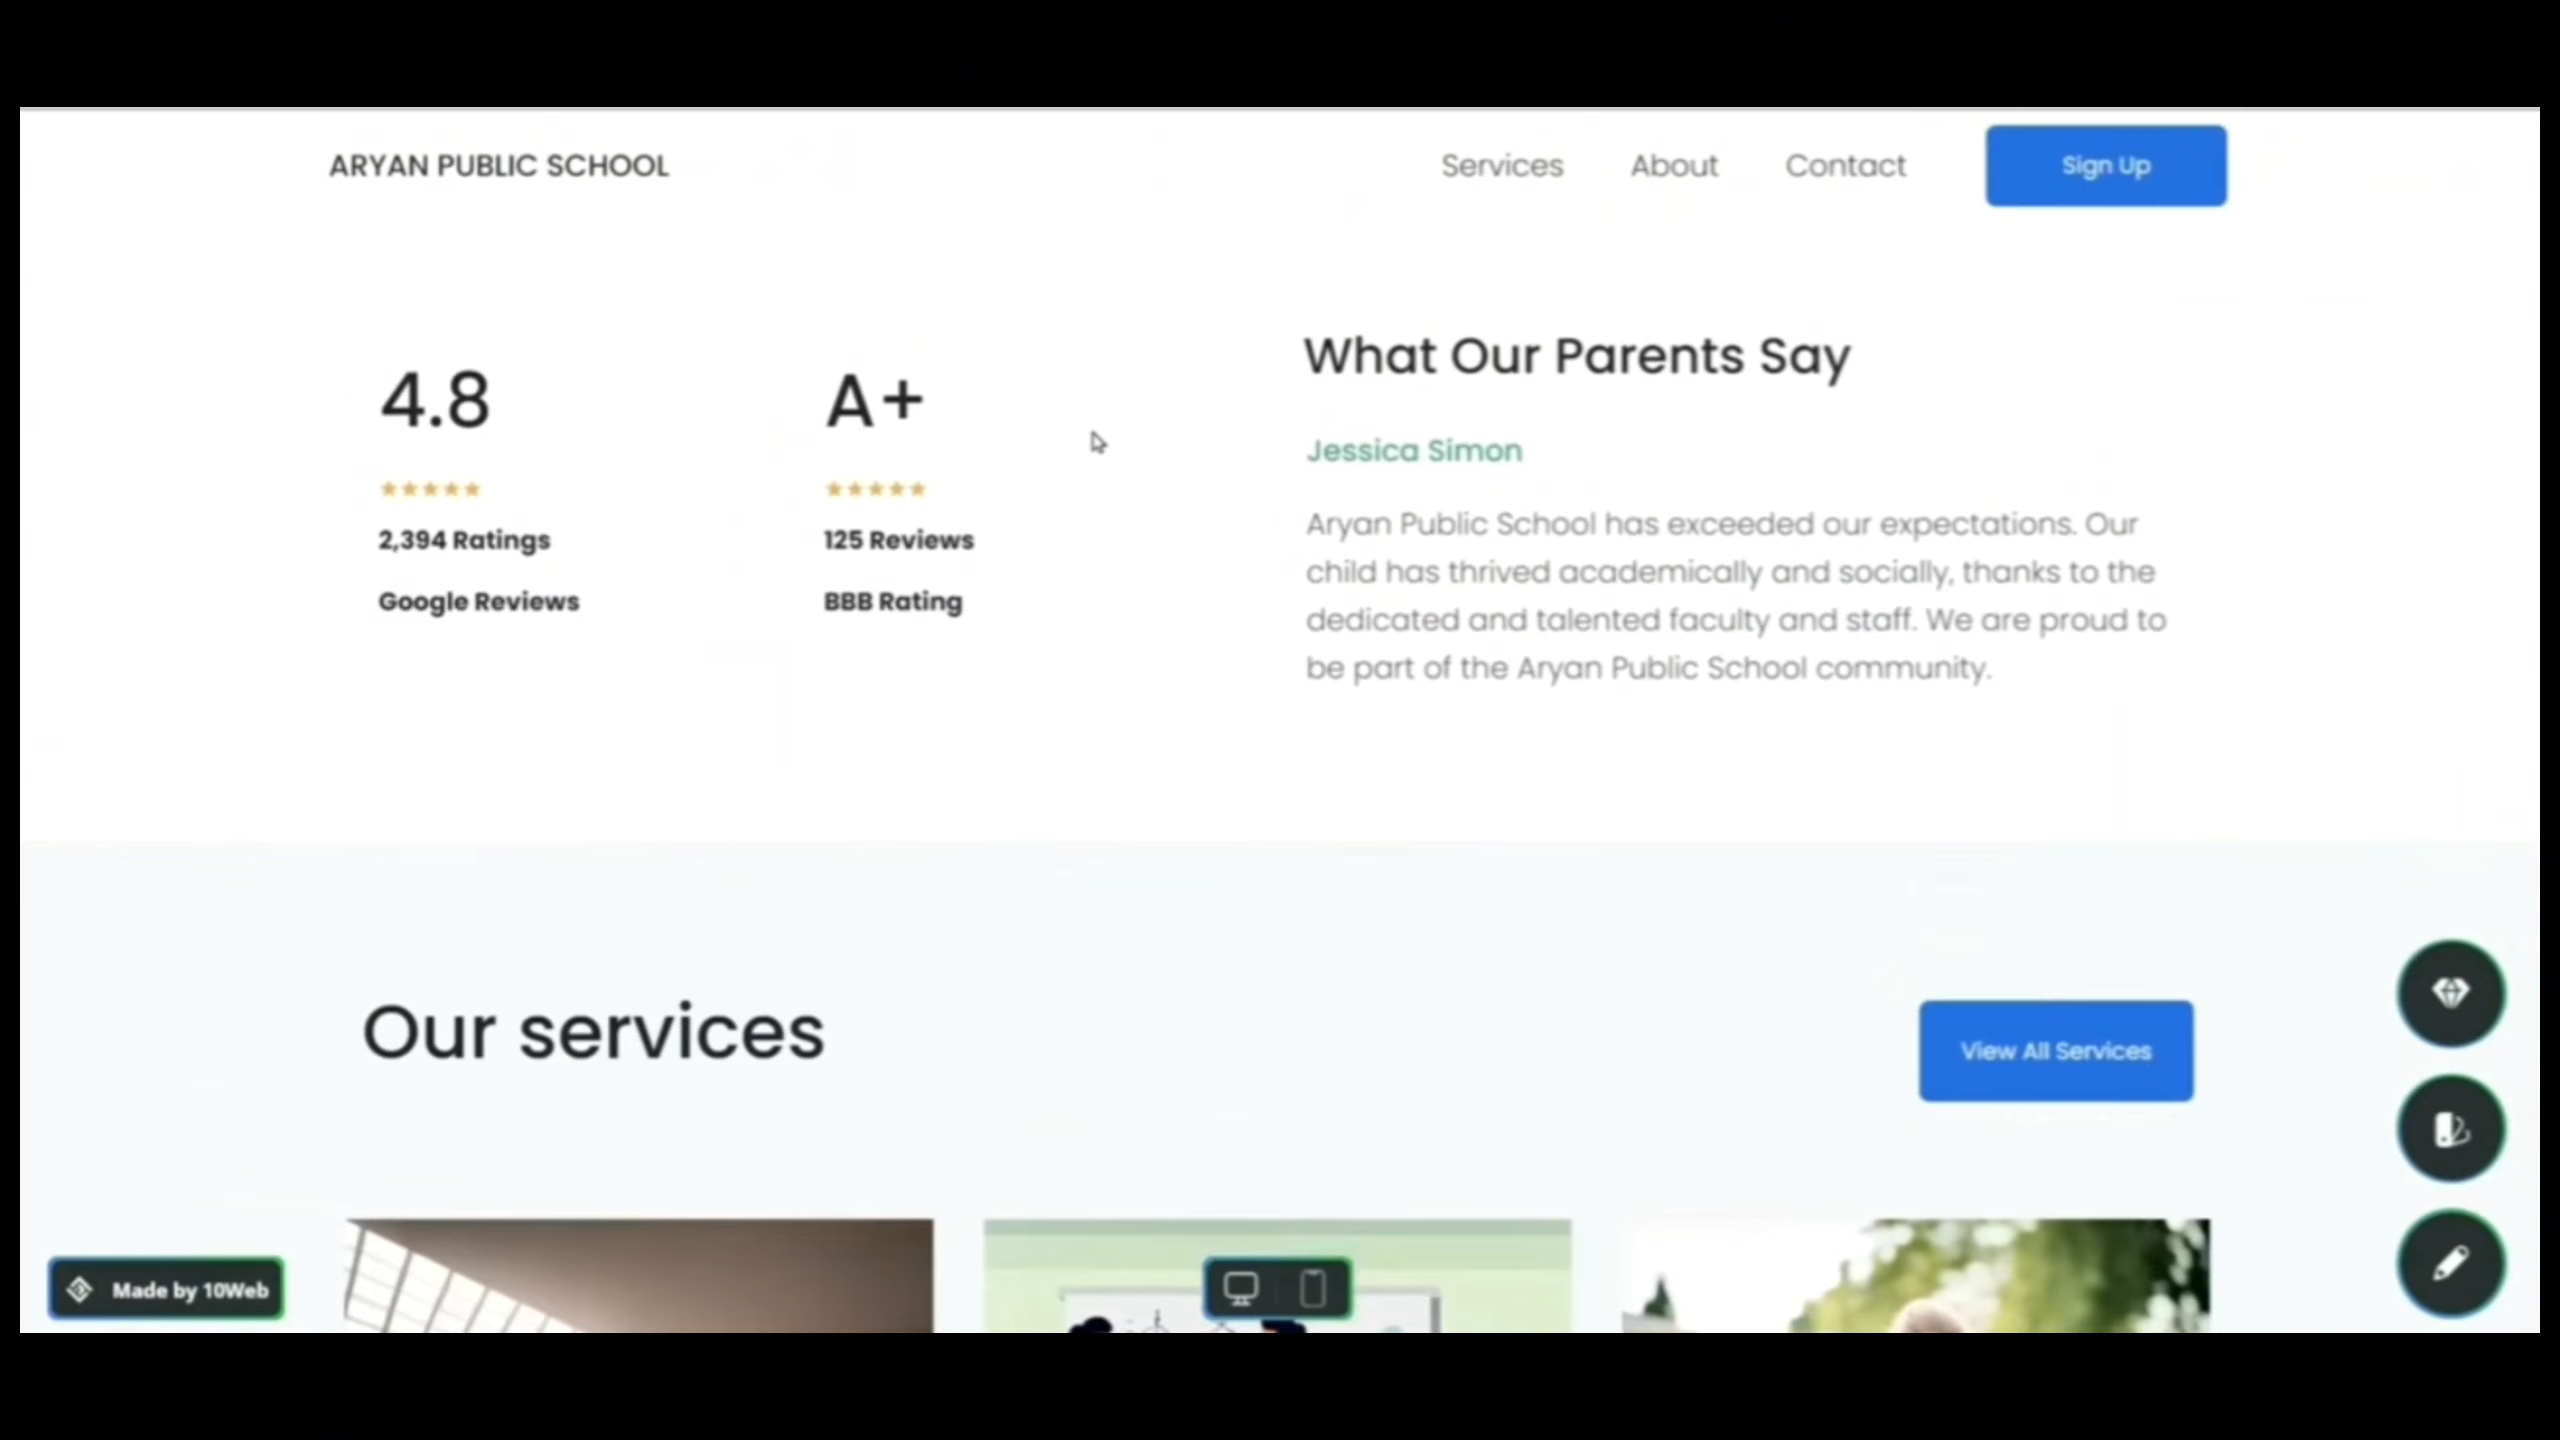 ARYAN PUBLIC SCHOOL
Services
About
Contact
Sign Up
4.8
2,394 Ratings
Google Reviews
A+
125 Reviews
BBB Rating
What Our Parents Say
Jessica Simon
Aryan Public School has exceeded our expectations. Our
child has thrived academically and socially, thanks to the
dedicated and talented faculty and staff. We are proud to
be part of the Aryan Public School community.
Our services
View All Services
Made by 10Web